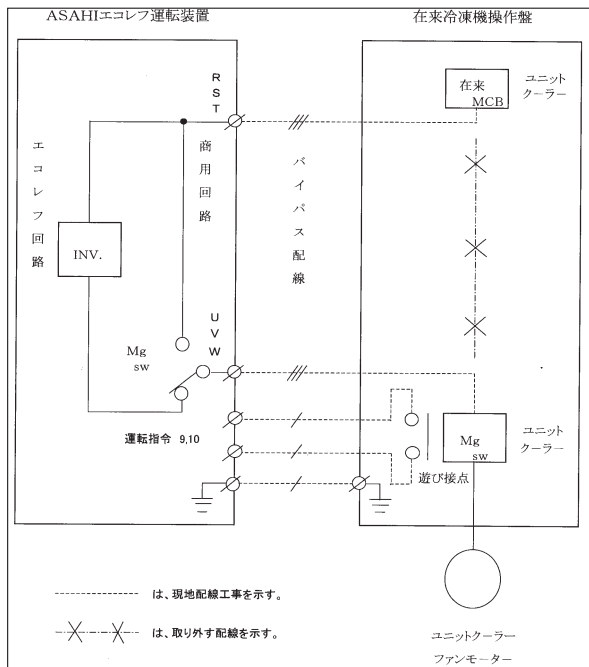 ASAHIエコレフ運転装置
在来冷凍機操作盤
RST
在来
MCB
ユニット
クーラー
エコレフ回路
商用回路
バイパス配線
INV.
UVW
Mg
sw
運転指令 9,10
Mg
sw
ユニット
クーラー
遊び接点
は、現地配線工事を示す。
は、取り外す配線を示す。
ユニットクーラー
ファンモーター